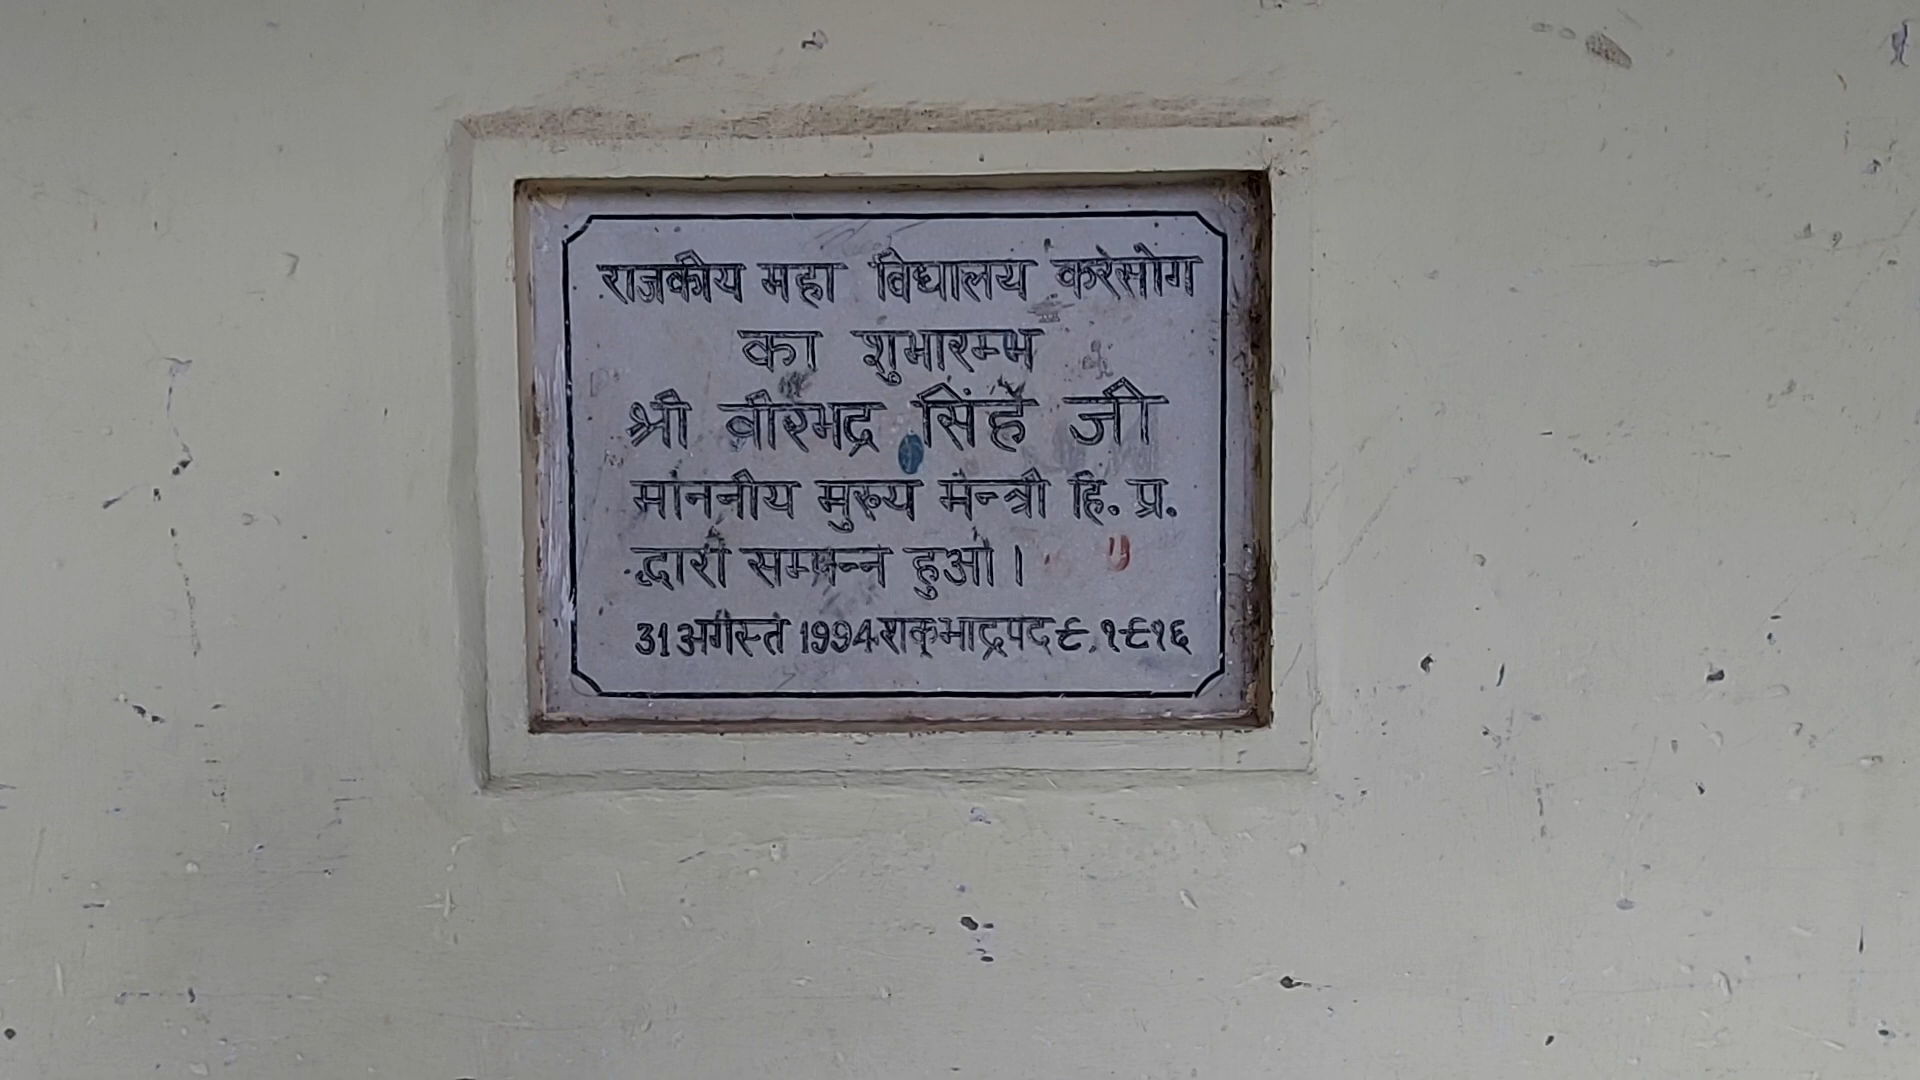 राजकीय महा विद्यालय करसोग
का शुभारम्भ
श्री वीरभद्र सिंह जी
माननीय मुख्य मन्त्री हि. प्र.
द्वारा सम्पन्न हुआ।
31 अगस्त 1994 शक् भाद्रपद ९, १९१६